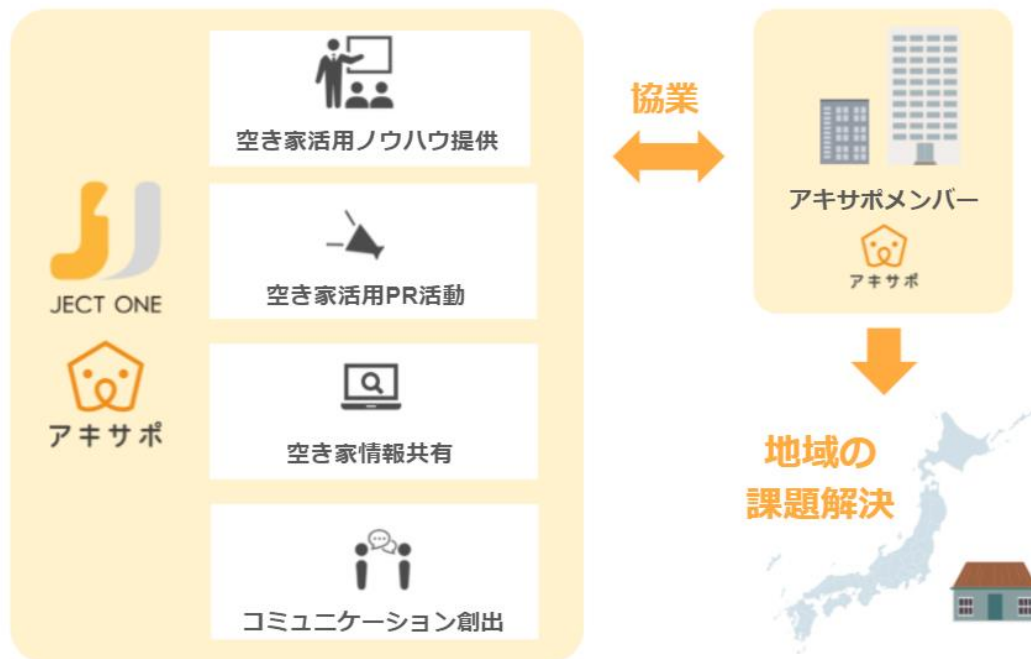 空き家活用ノウハウ提供
空き家活用PR活動
JECT ONE
アキサポ
空き家情報共有
コミュニケーション創出
協業
アキサポメンバー
アキサポ
地域の
課題解決